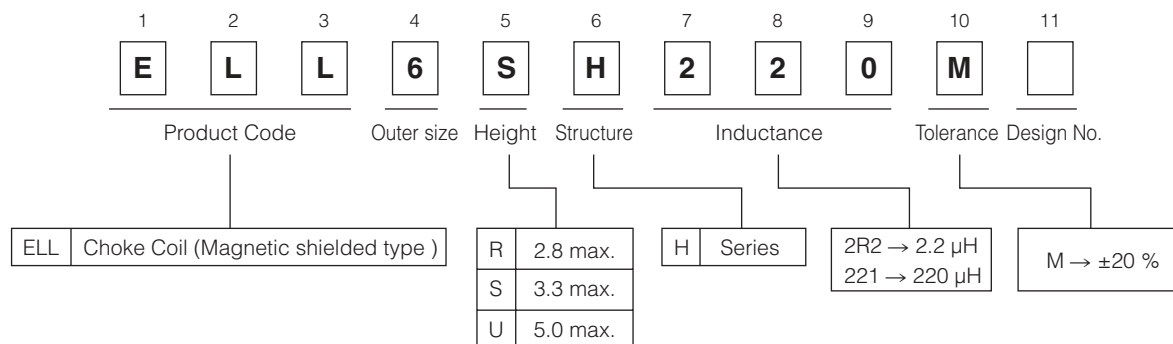 1 2 3 4 5 6 7 8 9 10 11
E L L 6 S H 2 2 0 M
Product Code Outer size Height Structure Inductance Tolerance Design No.
ELL Choke Coil (Magnetic shielded type )
R 2.8 max.
S 3.3 max.
U 5.0 max.
H Series
2R2 → 2.2 µH
221 → 220 µH
M → ±20 %